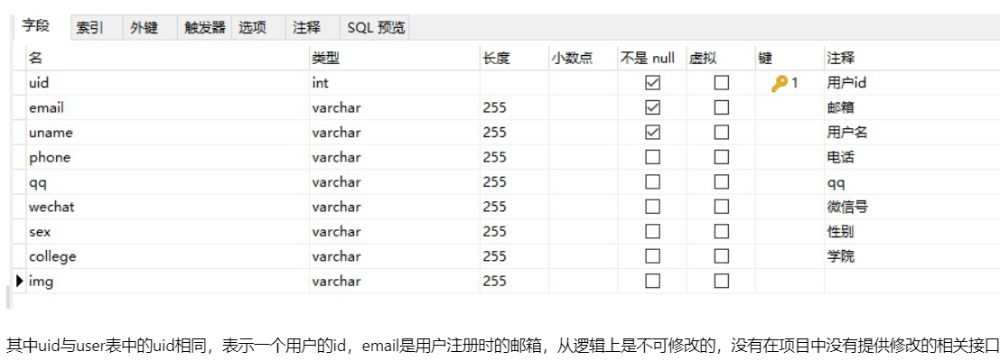 字段 索引 外键 触发器 选项 注释 SQL 预览
名 类型 长度 小数点 不是 null 虚拟 键 注释
uid int 1 用户id
email varchar 255 邮箱
uname varchar 255 用户名
phone varchar 255 电话
qq varchar 255 qq
wechat varchar 255 微信号
sex varchar 255 性别
college varchar 255 学院
img varchar 255
其中uid与user表中的uid相同，表示一个用户的id，email是用户注册时的邮箱，从逻辑上是不可修改的，没有在项目中没有提供修改的相关接口